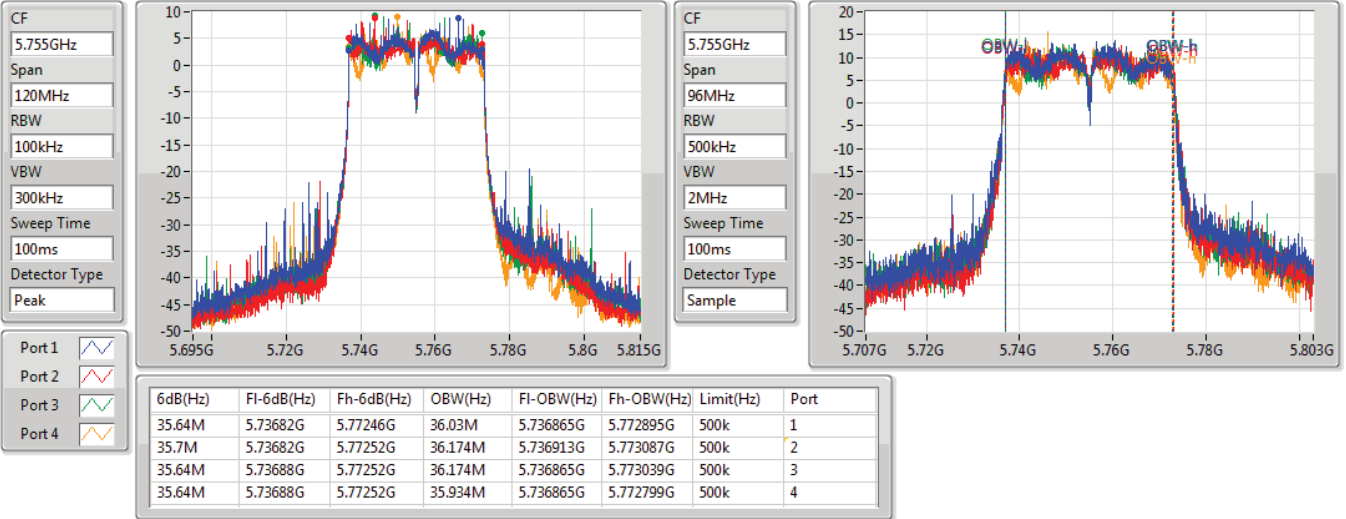 CF
5.755GHz
Span
120MHz
RBW
100kHz
VBW
300kHz
Sweep Time
100ms
Detector Type
Peak
10
5
0
-5
-10
-15
-20
-25
-30
-35
-40
-45
-50
5.695G 5.72G 5.74G 5.76G 5.78G 5.8G 5.815G
CF
5.755GHz
Span
96MHz
RBW
500kHz
VBW
2MHz
Sweep Time
100ms
Detector Type
Sample
20
15
10
5
0
-5
-10
-15
-20
-25
-30
-35
-40
-45
-50
OBW-h
OBW-h
5.707G 5.72G 5.74G 5.76G 5.78G 5.803G
Port 1
Port 2
Port 3
Port 4
6dB(Hz) Fl-6dB(Hz) Fh-6dB(Hz) OBW(Hz) Fl-OBW(Hz) Fh-OBW(Hz) Limit(Hz) Port
35.64M 5.73682G 5.77246G 36.03M 5.736865G 5.772895G 500k 1
35.7M 5.73682G 5.77252G 36.174M 5.736913G 5.773087G 500k 2
35.64M 5.73688G 5.77252G 36.174M 5.736865G 5.773039G 500k 3
35.64M 5.73688G 5.77252G 35.934M 5.736865G 5.772799G 500k 4